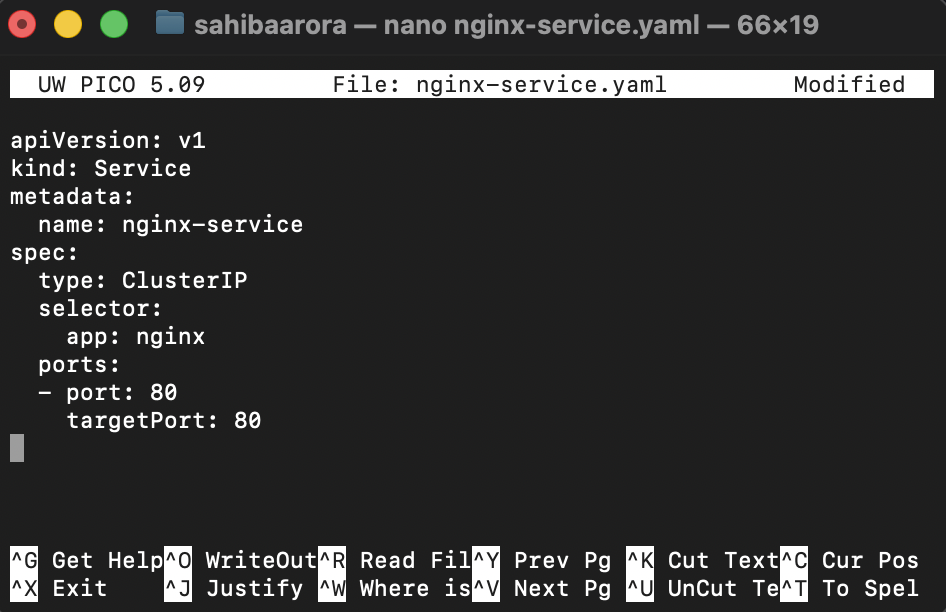 sahibaarora — nano nginx-service.yaml — 66×19
UW PICO 5.09 File: nginx-service.yaml Modified
apiVersion: v1
kind: Service
metadata:
  name: nginx-service
spec:
  type: ClusterIP
  selector:
    app: nginx
  ports:
  - port: 80
    targetPort: 80
^G Get Help^O WriteOut^R Read Fil^Y Prev Pg ^K Cut Text^C Cur Pos
^X Exit ^J Justify ^W Where is^V Next Pg ^U UnCut Te^T To Spel